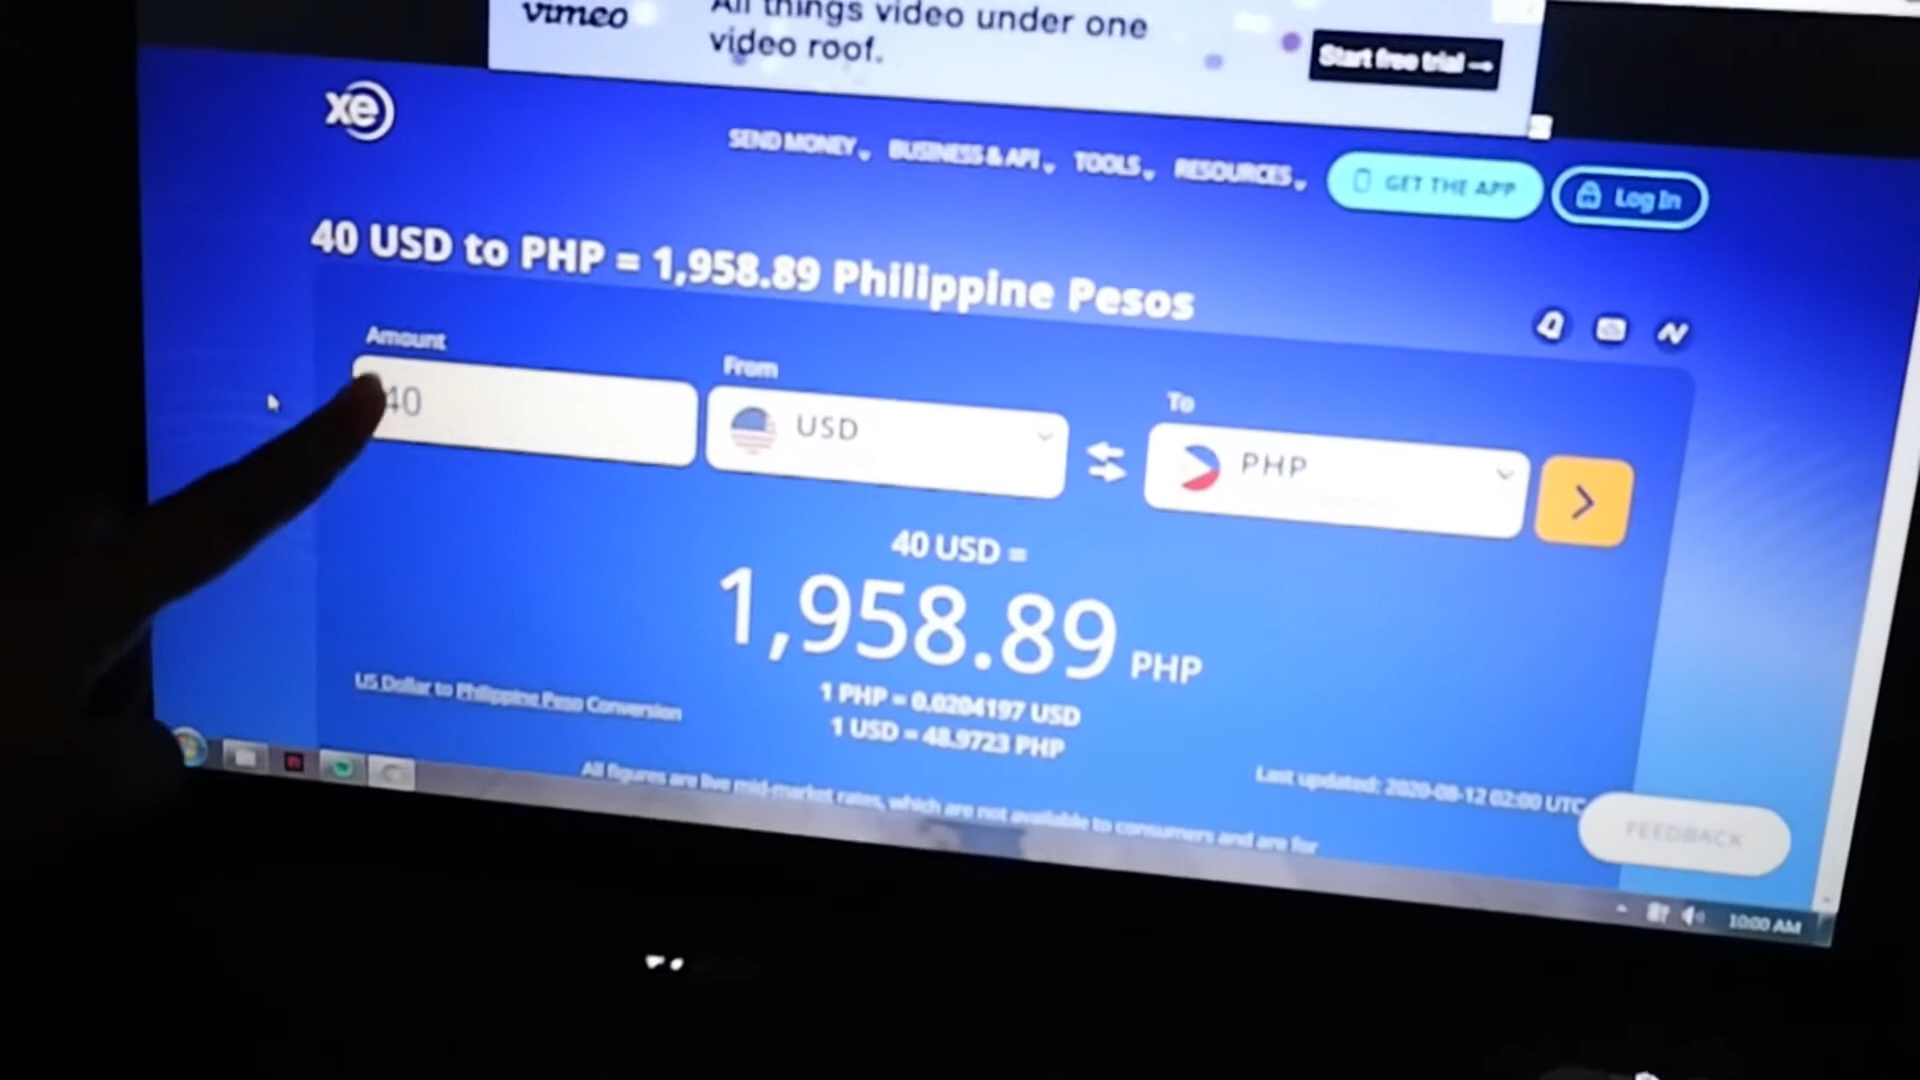 vimeo
All things video under one
video roof.
Start free trial →
xe
SEND MONEY
BUSINESS & API
TOOLS
RESOURCES
GET THE APP
Log In
40 USD to PHP = 1,958.89 Philippine Pesos
Amount
From
To
40
USD
PHP
40 USD =
1,958.89 PHP
1 PHP = 0.0204197 USD
1 USD = 48.9723 PHP
US Dollar to Philippine Peso Conversion
All figures are live mid-market rates, which are not available to consumers and are for
Last updated: 2020-08-12 02:00 UTC
FEEDBACK
10:00 AM